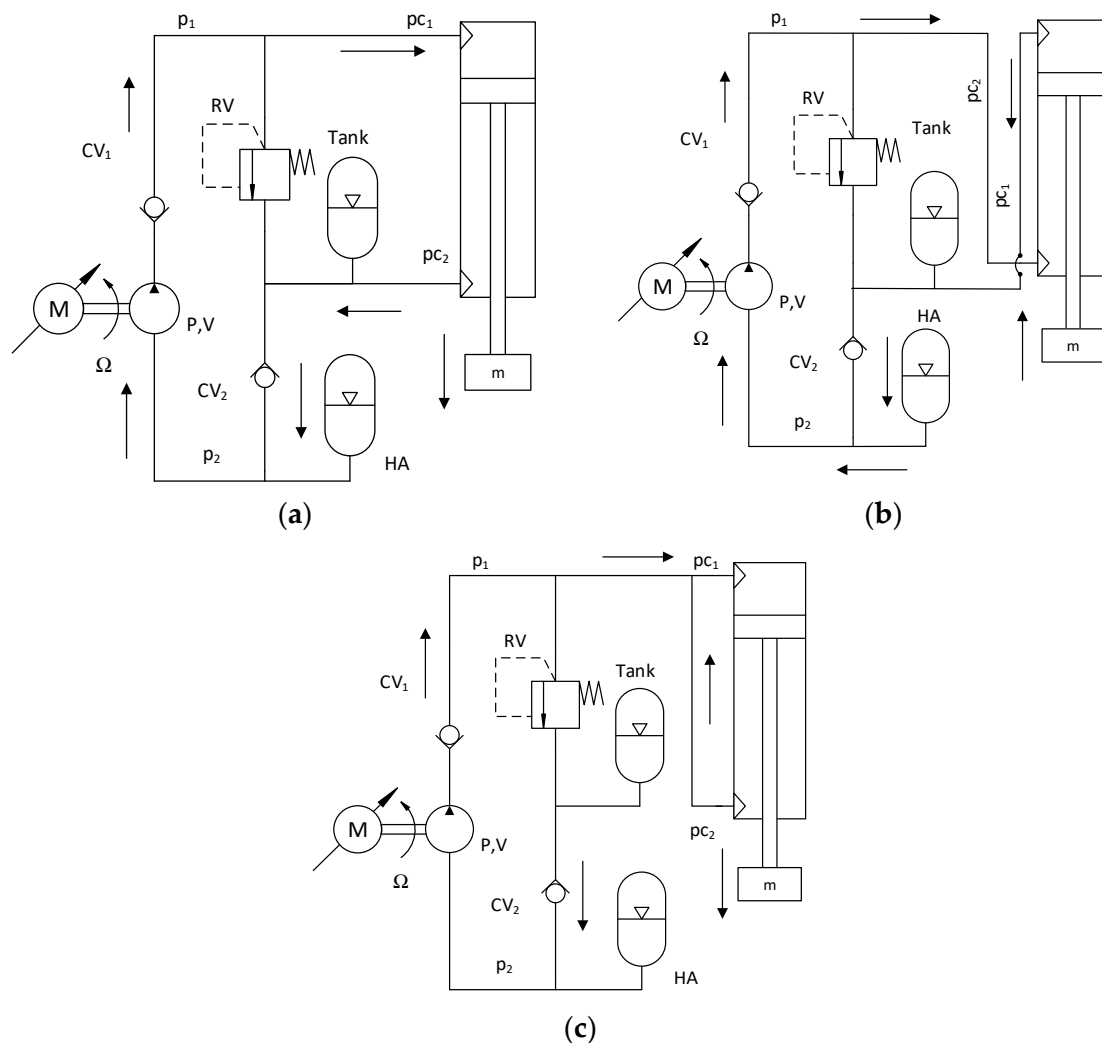 p1 pc1
RV
Tank
CV1
pc2
M
P,V
Ω
CV2
m
p2
HA
(a)
p1
pc2
RV
Tank
CV1
pc1
M
P,V
HA
Ω
CV2
m
p2
(b)
p1 pc1
RV
Tank
CV1
M
P,V
pc2
Ω
CV2
m
p2
HA
(c)